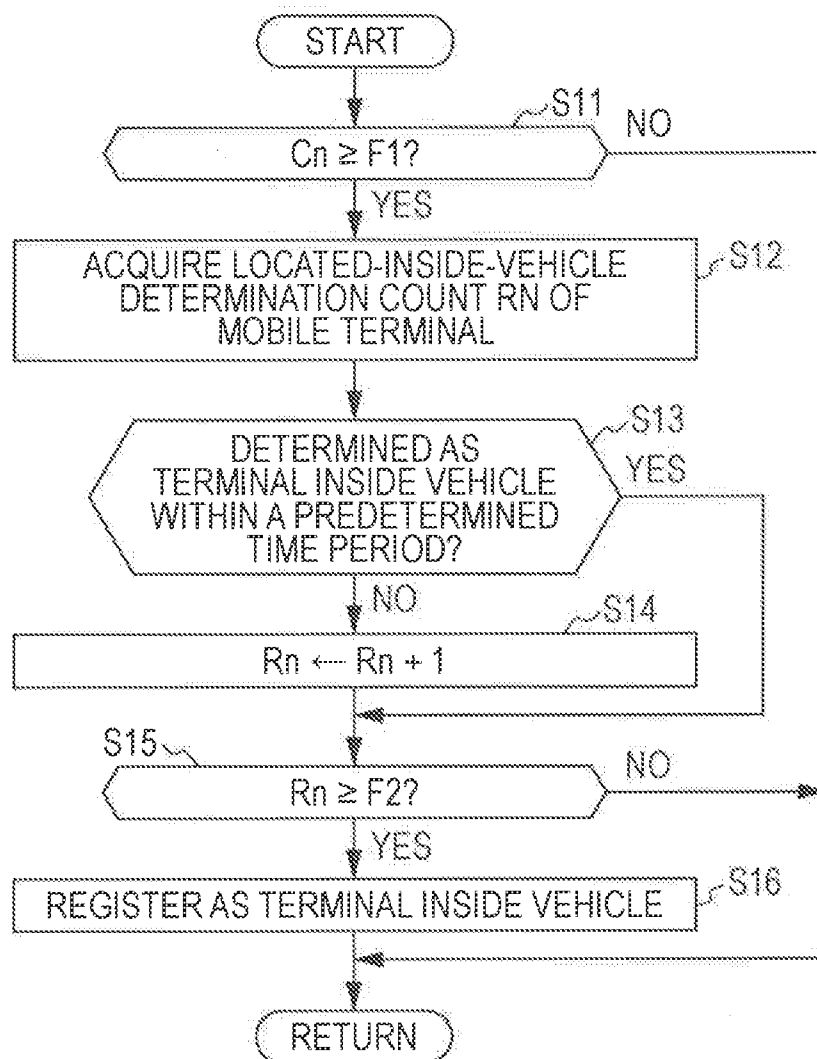 START
S11
NO
Cn ≥ F1?
YES
ACQUIRE LOCATED-INSIDE-VEHICLE
DETERMINATION COUNT RN OF
MOBILE TERMINAL
S12
S13
DETERMINED AS
TERMINAL INSIDE VEHICLE
WITHIN A PREDETERMINED
TIME PERIOD?
YES
NO
S14
Rn ← Rn + 1
S15
Rn ≥ F2?
NO
YES
REGISTER AS TERMINAL INSIDE VEHICLE
S16
RETURN